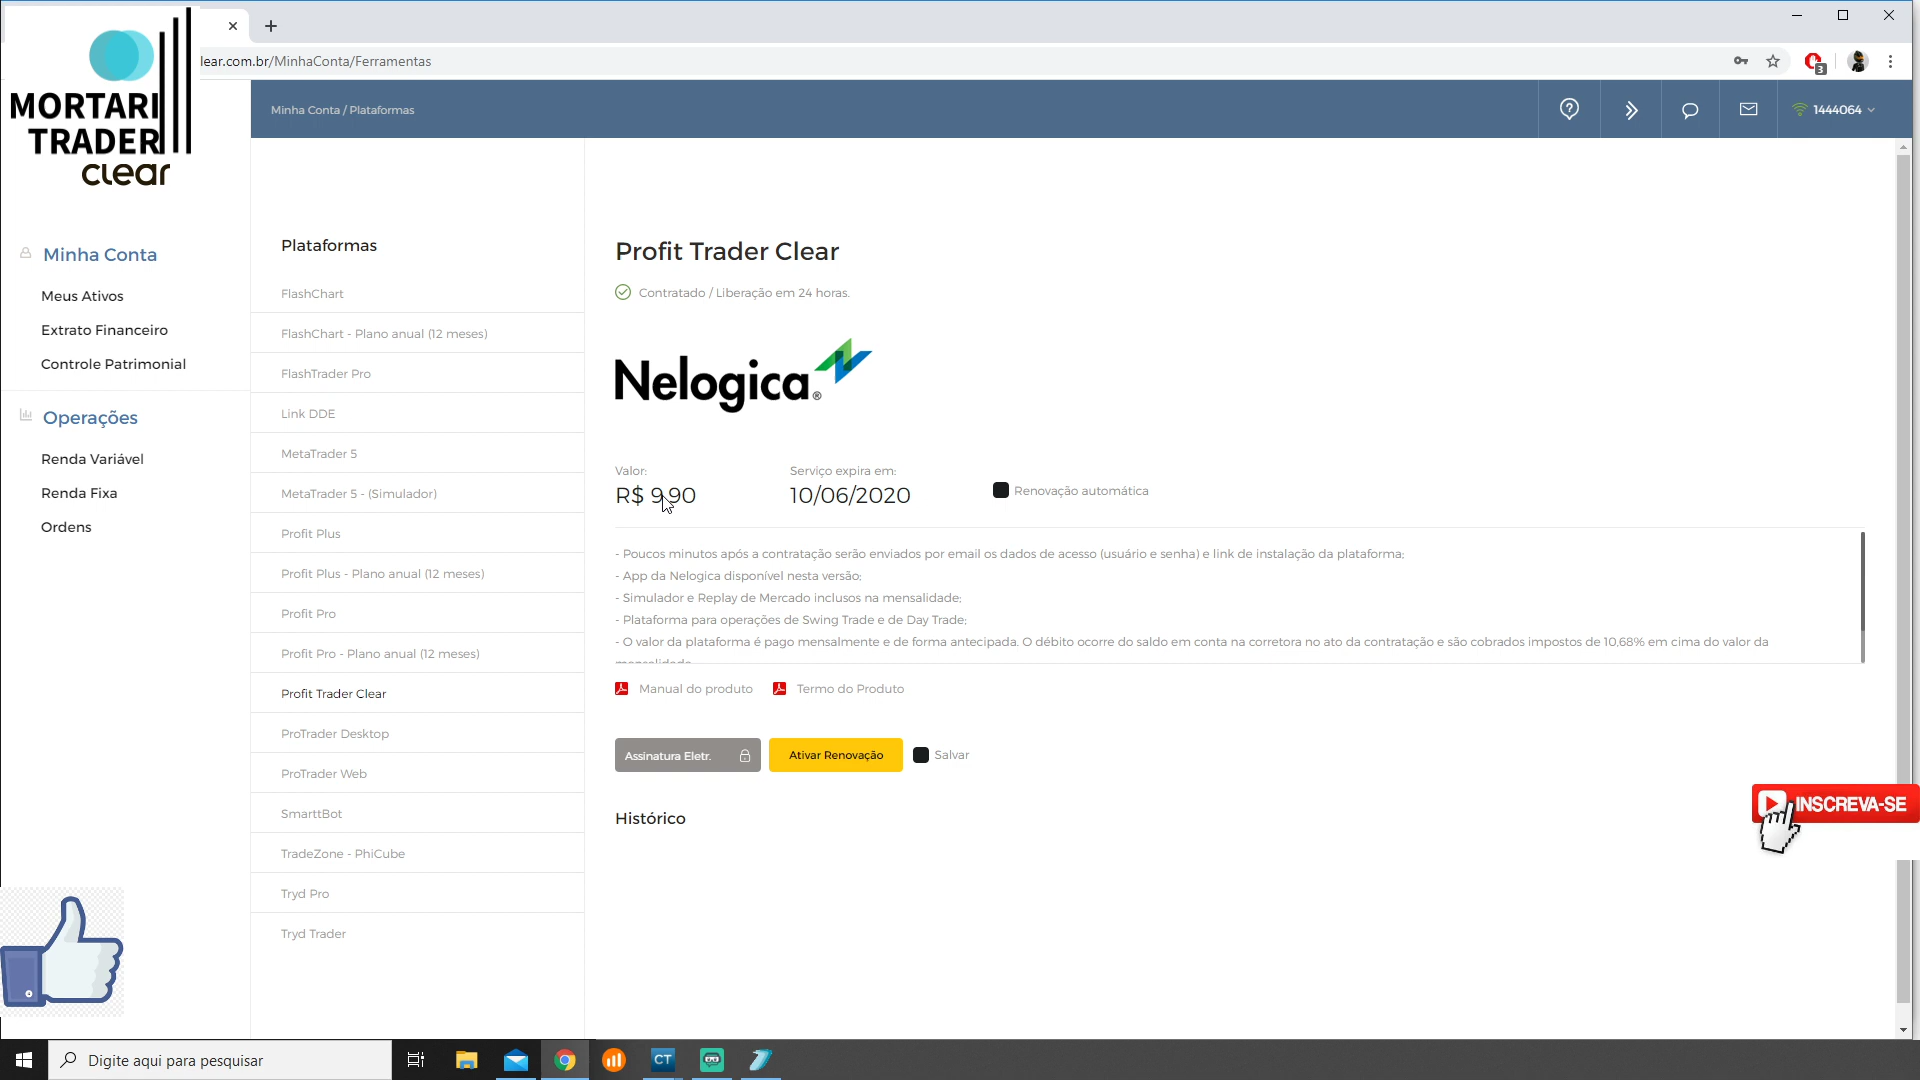 lear.com.br/MinhaConta/Ferramentas
3
MORTARI
TRADER
clear
Minha Conta / Plataformas
1444064
Minha Conta
Meus Ativos
Extrato Financeiro
Controle Patrimonial
Operações
Renda Variável
Renda Fixa
Ordens
Plataformas
FlashChart
FlashChart - Plano anual (12 meses)
FlashTrader Pro
Link DDE
MetaTrader 5
MetaTrader 5 - (Simulador)
Profit Plus
Profit Plus - Plano anual (12 meses)
Profit Pro
Profit Pro - Plano anual (12 meses)
Profit Trader Clear
ProTrader Desktop
ProTrader Web
SmarttBot
TradeZone - PhiCube
Tryd Pro
Tryd Trader
Profit Trader Clear
Contratado / Liberação em 24 horas.
Nelogica®
Valor:
R$ 9,90
Serviço expira em:
10/06/2020
Renovação automática
- Poucos minutos após a contratação serão enviados por email os dados de acesso (usuário e senha) e link de instalação da plataforma;
- App da Nelogica disponível nesta versão;
- Simulador e Replay de Mercado inclusos na mensalidade;
- Plataforma para operações de Swing Trade e de Day Trade;
- O valor da plataforma é pago mensalmente e de forma antecipada. O débito ocorre do saldo em conta na corretora no ato da contratação e são cobrados impostos de 10,68% em cima do valor da
Manual do produto
Termo do Produto
Assinatura Eletr.
Ativar Renovação
Salvar
Histórico
INSCREVA-SE
Digite aqui para pesquisar
CT